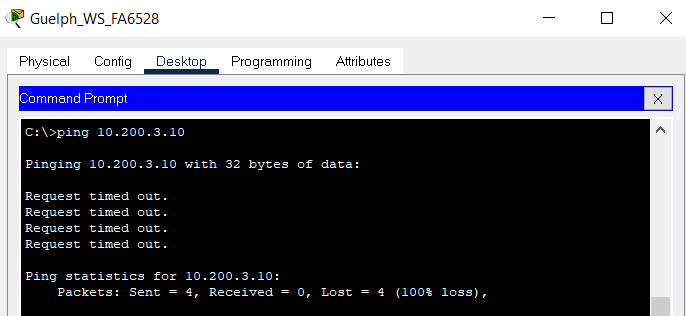 Guelph_WS_FA6528
Physical Config Desktop Programming Attributes
Command Prompt
X
C:\>ping 10.200.3.10
Pinging 10.200.3.10 with 32 bytes of data:
Request timed out.
Request timed out.
Request timed out.
Request timed out.
Ping statistics for 10.200.3.10:
Packets: Sent = 4, Received = 0, Lost = 4 (100% loss),